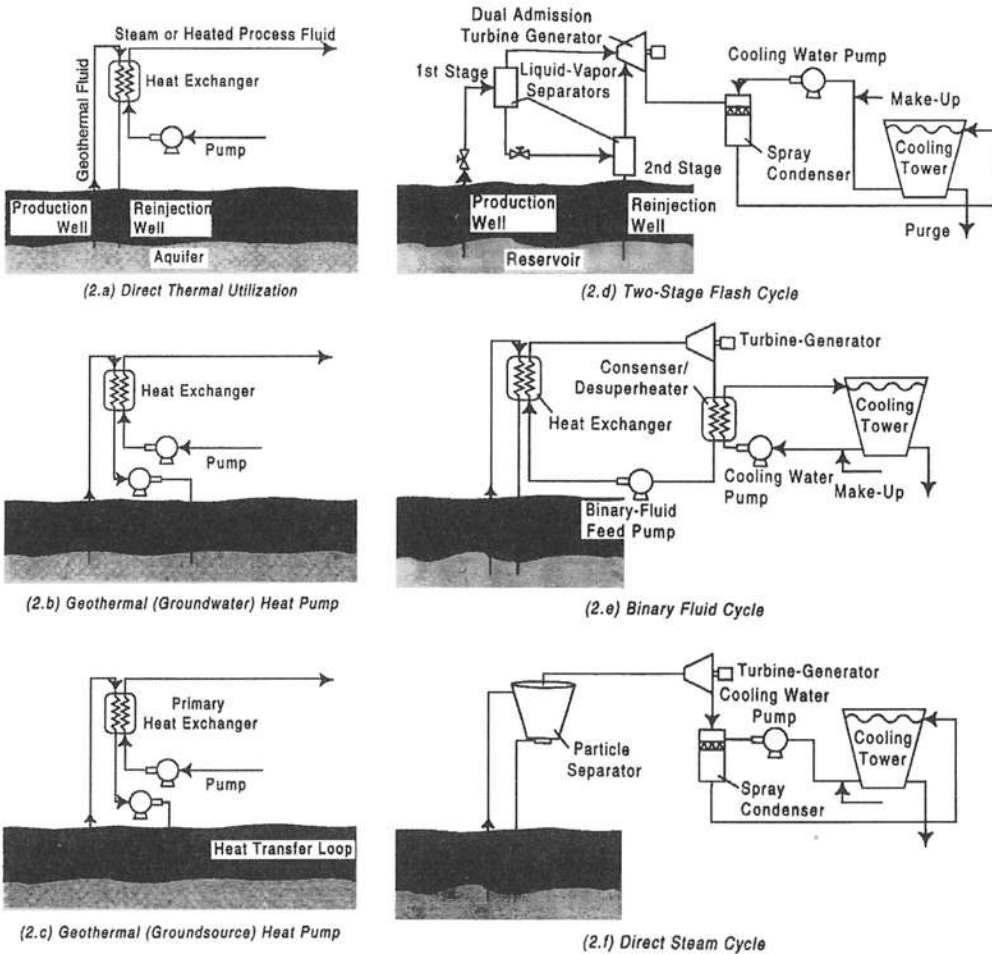 Steam or Heated Process Fluid
Geothermal Fluid
Heat Exchanger
Pump
Production
Well
Reinjection
Well
Aquifer
(2.a) Direct Thermal Utilization
Dual Admission
Turbine Generator
1st Stage
Liquid-Vapor
Separators
2nd Stage
Cooling Water Pump
Make-Up
Cooling
Tower
Spray
Condenser
Purge
Production
Well
Reinjection
Well
Reservoir
(2.d) Two-Stage Flash Cycle
Heat Exchanger
Pump
(2.b) Geothermal (Groundwater) Heat Pump
Turbine-Generator
Consenser/
Desuperheater
Heat Exchanger
Cooling
Tower
Cooling Water
Pump
Make-Up
Binary-Fluid
Feed Pump
(2.e) Binary Fluid Cycle
Primary
Heat Exchanger
Pump
Heat Transfer Loop
(2.c) Geothermal (Groundsource) Heat Pump
Turbine-Generator
Cooling Water
Pump
Particle
Separator
Cooling
Tower
Spray
Condenser
(2.f) Direct Steam Cycle